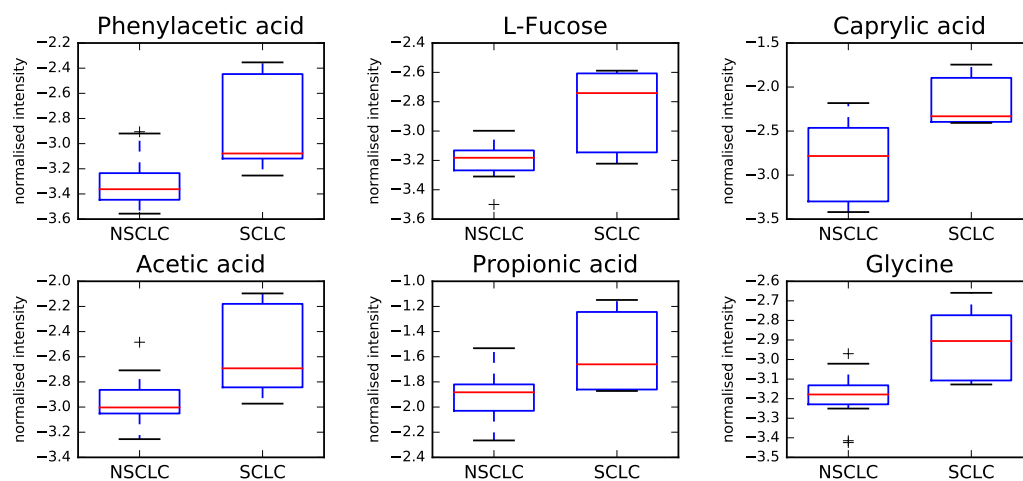 Phenylacetic acid
normalised intensity
−2.2
−2.4
−2.6
−2.8
−3.0
−3.2
−3.4
−3.6
NSCLC SCLC
L-Fucose
normalised intensity
−2.4
−2.6
−2.8
−3.0
−3.2
−3.4
−3.6
NSCLC SCLC
Caprylic acid
normalised intensity
−1.5
−2.0
−2.5
−3.0
−3.5
NSCLC SCLC
Acetic acid
normalised intensity
−2.0
−2.2
−2.4
−2.6
−2.8
−3.0
−3.2
−3.4
NSCLC SCLC
Propionic acid
normalised intensity
−1.0
−1.2
−1.4
−1.6
−1.8
−2.0
−2.2
−2.4
NSCLC SCLC
Glycine
normalised intensity
−2.6
−2.7
−2.8
−2.9
−3.0
−3.1
−3.2
−3.3
−3.4
−3.5
NSCLC SCLC